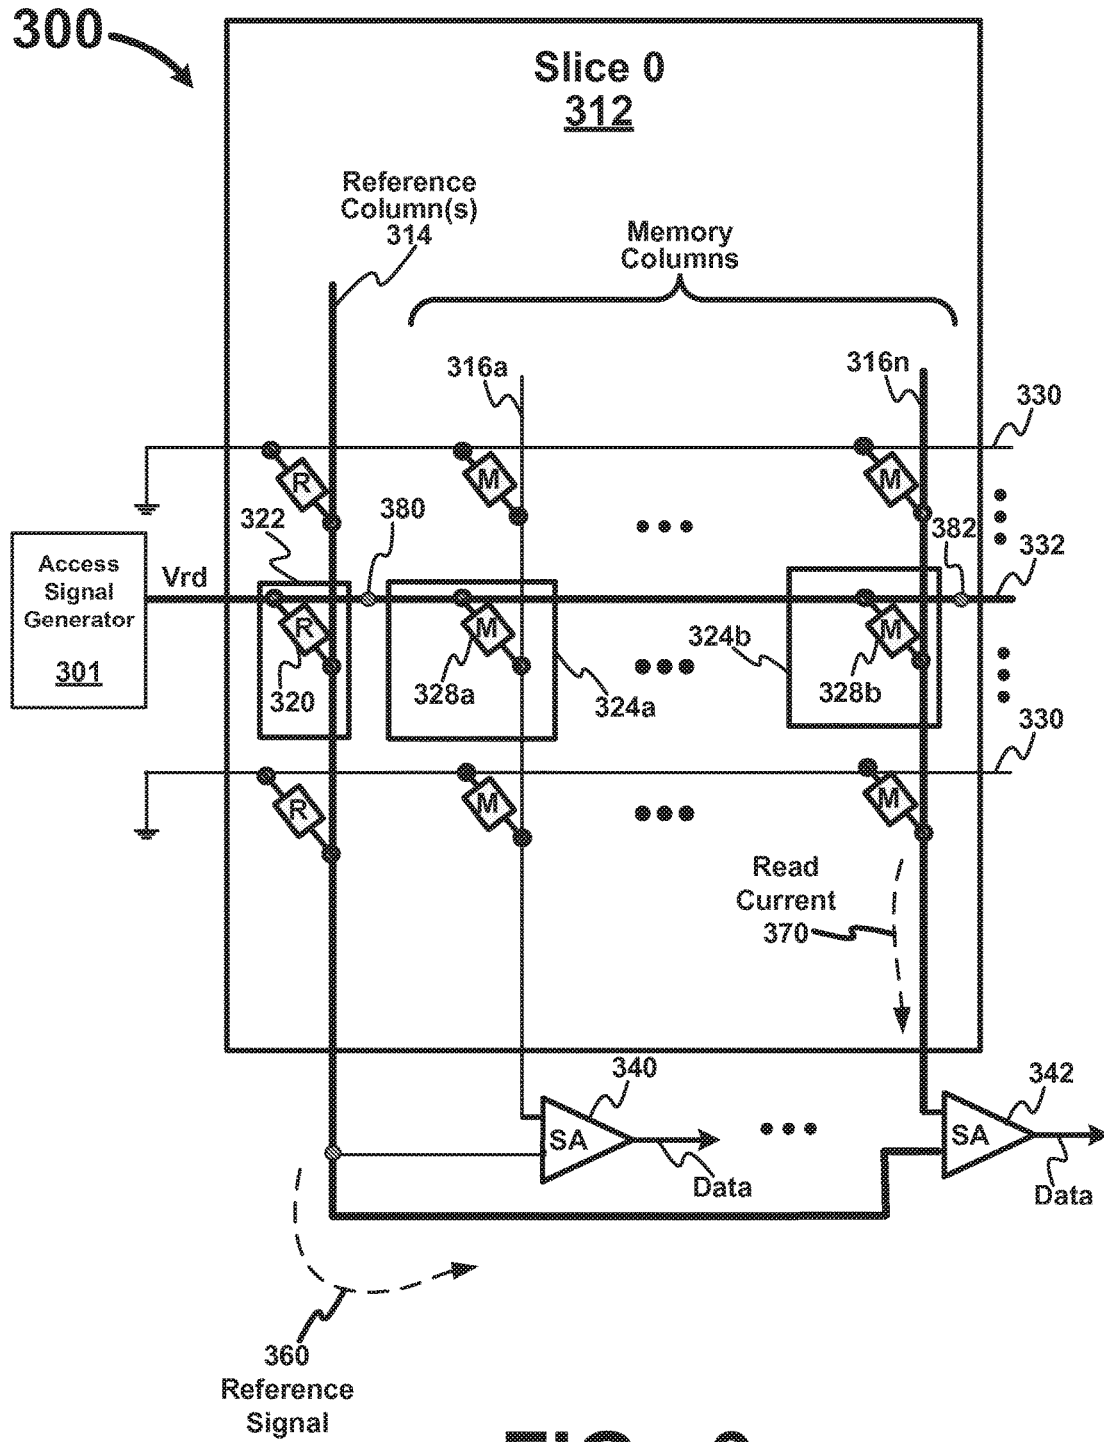 300
Slice 0
312
Reference
Column(s)
314
Memory
Columns
316a
316n
330
R
M
M
322
380
382
332
Access
Signal
Generator
301
Vrd
R
M
M
320
328a
324a
324b
328b
330
R
M
M
Read
Current
370
340
342
SA
SA
Data
Data
360
Reference
Signal